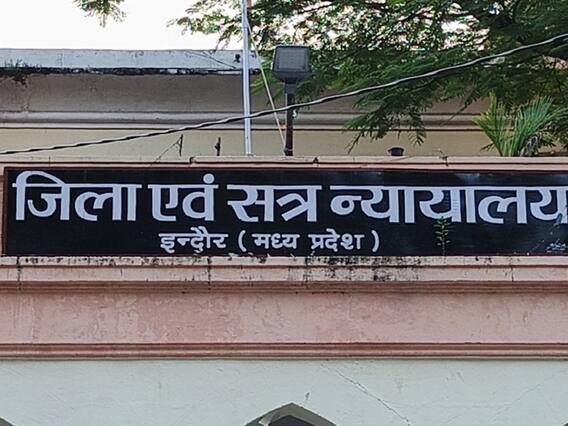 जिला एवं सत्र न्यायालय
इन्दौर ( मध्य प्रदेश )